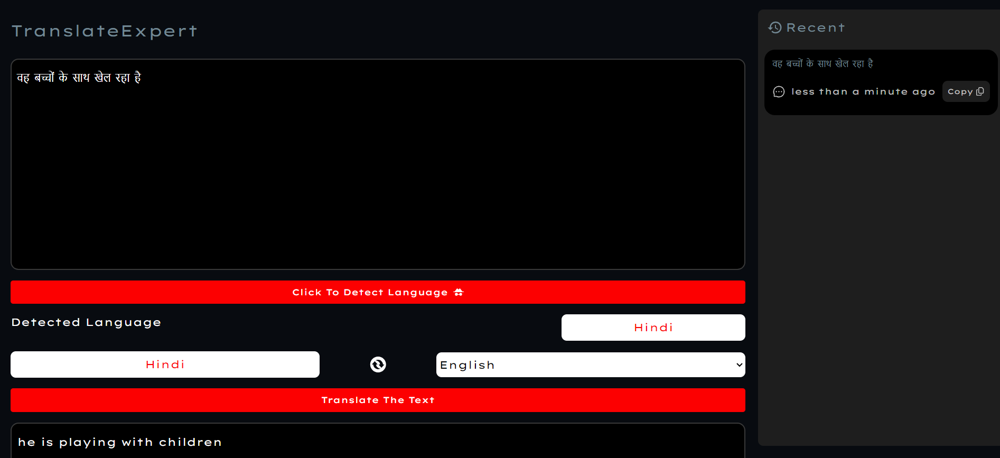 TranslateExpert
वह बच्चों के साथ खेल रहा है
Click To Detect Language
Detected Language
Hindi
Hindi
English
Translate The Text
he is playing with children
Recent
वह बच्चों के साथ खेल रहा है
less than a minute ago
Copy